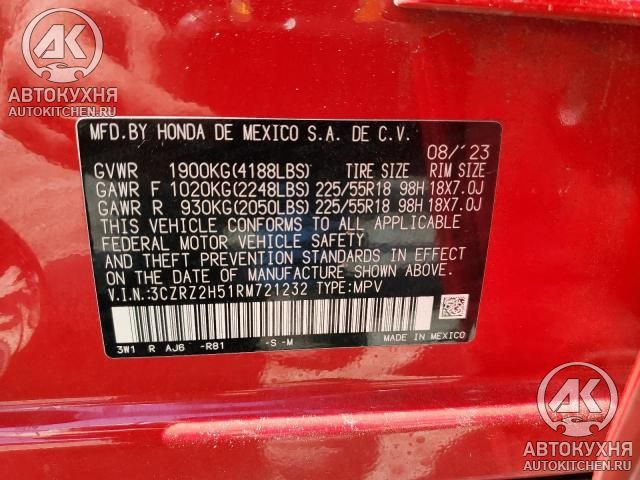 AK
АВТОКУХНЯ
AUTOKITCHEN.RU
MFD.BY HONDA DE MEXICO S.A. DE C.V.
08/'23
GVWR 1900KG(4188LBS) TIRE SIZE RIM SIZE
GAWR F 1020KG(2248LBS) 225/55R18 98H 18X7.0J
GAWR R 930KG(2050LBS) 225/55R18 98H 18X7.0J
THIS VEHICLE CONFORMS TO ALL APPLICABLE
FEDERAL MOTOR VEHICLE SAFETY
AND THEFT PREVENTION STANDARDS IN EFFECT
ON THE DATE OF MANUFACTURE SHOWN ABOVE.
V.I.N.:3CZRZ2H51RM721232 TYPE:MPV
3W1 R AJ6 -R81 -S -M MADE IN MEXICO
AK
АВТОКУХНЯ
AUTOKITCHEN.RU